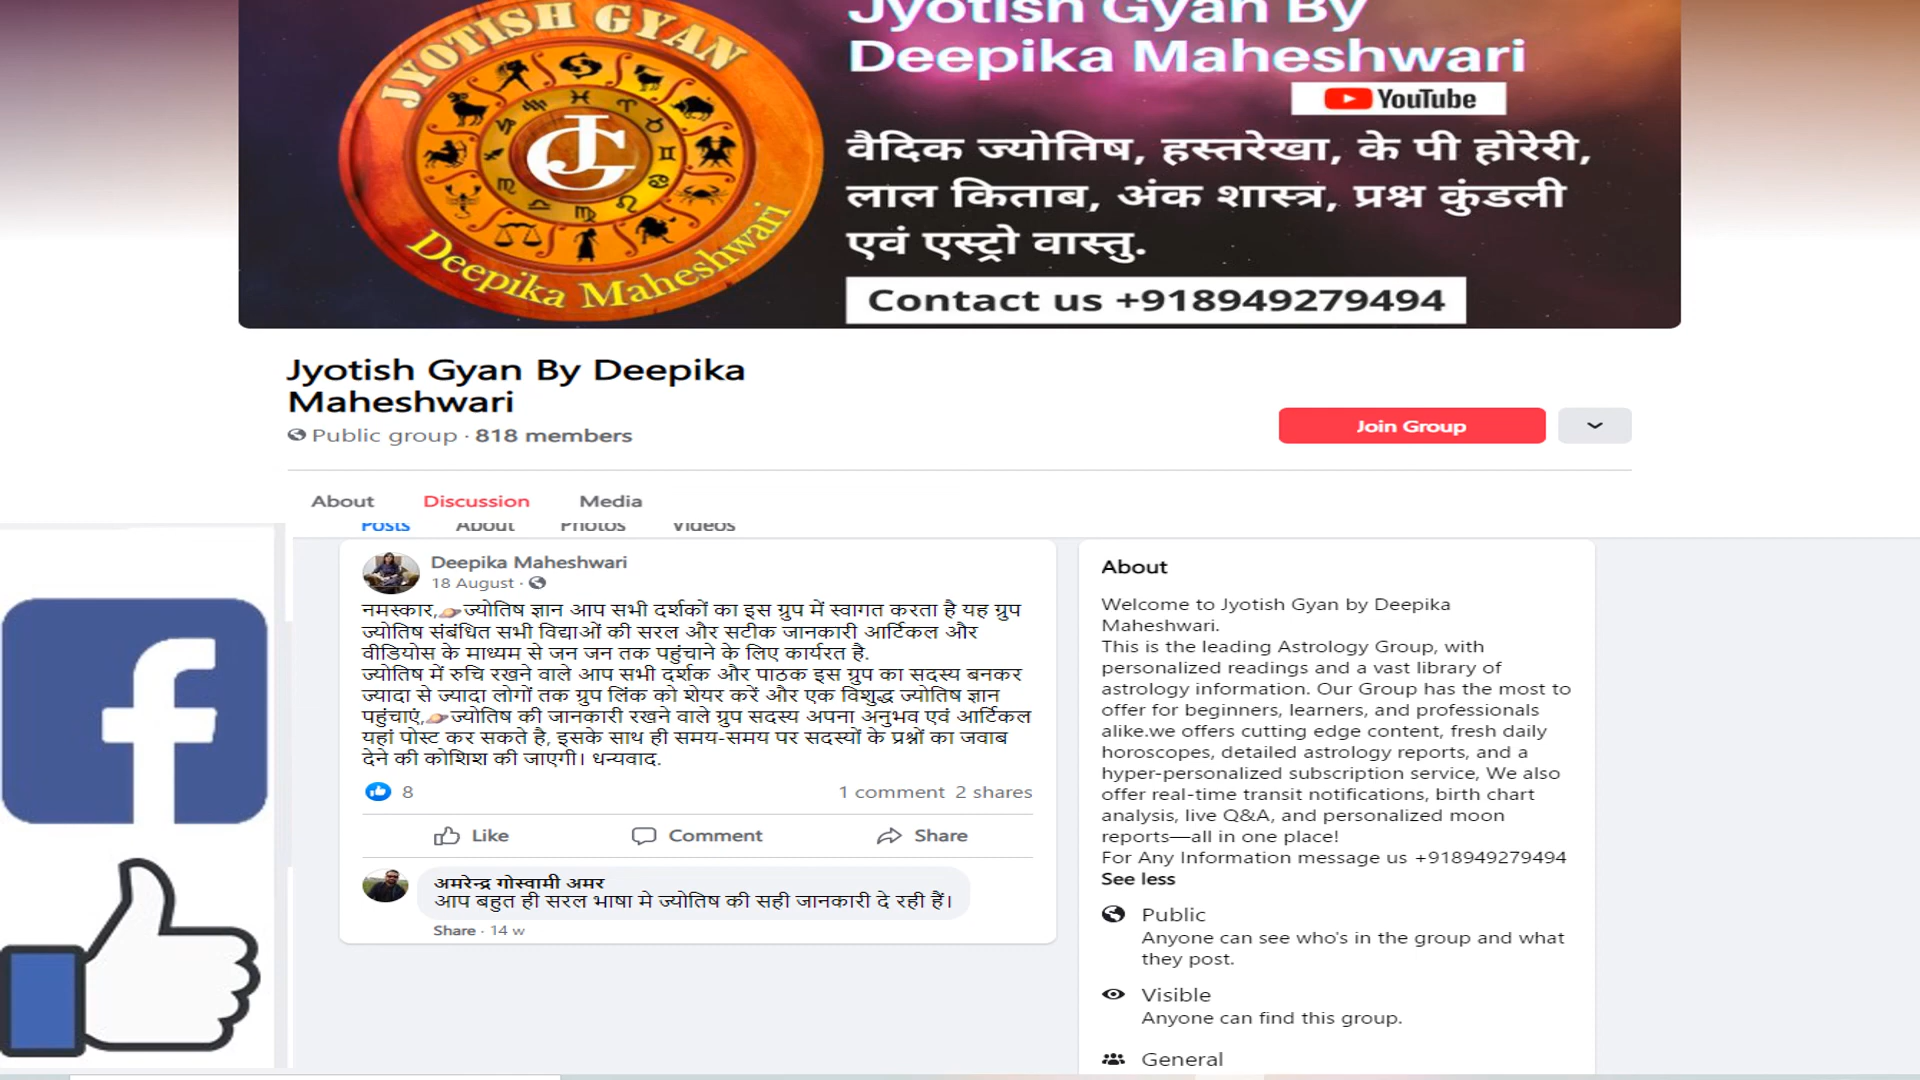 JYOTISH GYAN
JG
Deepika Maheshwari
Jyotish Gyan By
Deepika Maheshwari
YouTube
वैदिक ज्योतिष, हस्तरेखा, के पी होरेरी,
लाल किताब, अंक शास्त्र, प्रश्न कुंडली
एवं एस्ट्रो वास्तु.
Contact us +918949279494
Jyotish Gyan By Deepika
Maheshwari
Public group · 818 members
Join Group
About Discussion Media
Posts About Photos Videos
Deepika Maheshwari
18 August ·
नमस्कार,🪐ज्योतिष ज्ञान आप सभी दर्शकों का इस ग्रुप में स्वागत करता है यह ग्रुप
ज्योतिष संबंधित सभी विद्याओं की सरल और सटीक जानकारी आर्टिकल और
वीडियोस के माध्यम से जन जन तक पहुंचाने के लिए कार्यरत है.
ज्योतिष में रुचि रखने वाले आप सभी दर्शक और पाठक इस ग्रुप का सदस्य बनकर
ज्यादा से ज्यादा लोगों तक ग्रुप लिंक को शेयर करें और एक विशुद्ध ज्योतिष ज्ञान
पहुंचाएं,🪐ज्योतिष की जानकारी रखने वाले ग्रुप सदस्य अपना अनुभव एवं आर्टिकल
यहां पोस्ट कर सकते है, इसके साथ ही समय-समय पर सदस्यों के प्रश्नों का जवाब
देने की कोशिश की जाएगी। धन्यवाद.
8
1 comment 2 shares
Like Comment Share
अमरेन्द्र गोस्वामी अमर
आप बहुत ही सरल भाषा मे ज्योतिष की सही जानकारी दे रही हैं।
Share · 14 w
About
Welcome to Jyotish Gyan by Deepika
Maheshwari.
This is the leading Astrology Group, with
personalized readings and a vast library of
astrology information. Our Group has the most to
offer for beginners, learners, and professionals
alike.we offers cutting edge content, fresh daily
horoscopes, detailed astrology reports, and a
hyper-personalized subscription service, We also
offer real-time transit notifications, birth chart
analysis, live Q&A, and personalized moon
reports—all in one place!
For Any Information message us +918949279494
See less
Public
Anyone can see who's in the group and what
they post.
Visible
Anyone can find this group.
General